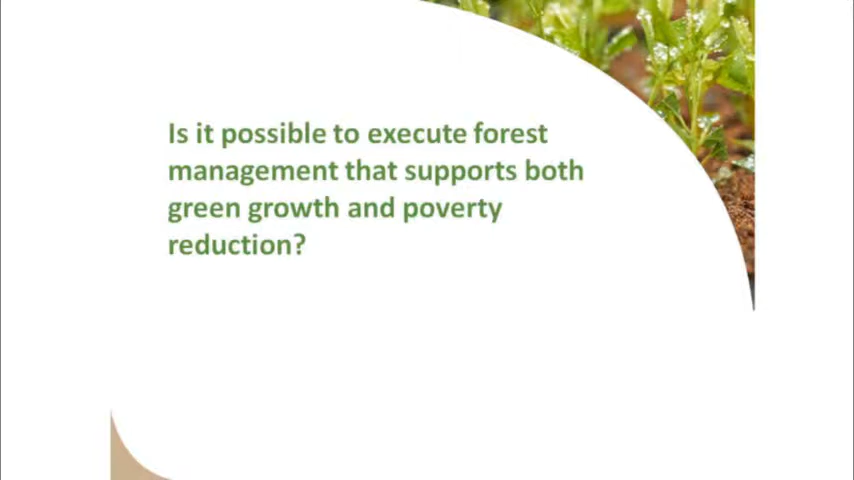 Is it possible to execute forest
management that supports both
green growth and poverty
reduction?